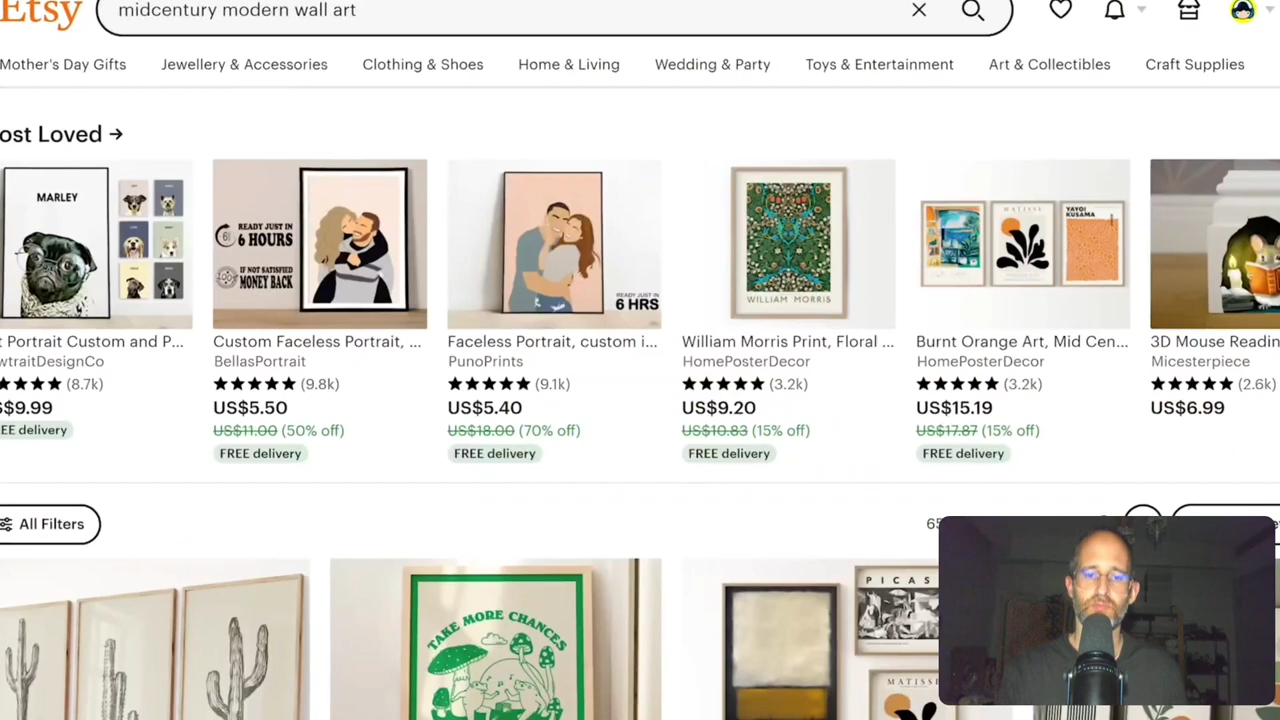 Etsy
midcentury modern wall art
Mother's Day Gifts
Jewellery & Accessories
Clothing & Shoes
Home & Living
Wedding & Party
Toys & Entertainment
Art & Collectibles
Craft Supplies
ost Loved →
MARLEY
READY JUST IN
6 HOURS
IF NOT SATISFIED
MONEY BACK
READY JUST IN
6 HRS
WILLIAM MORRIS
MATISSE
YAYOI
KUSAMA
t Portrait Custom and P...
wtraitDesignCo
(8.7k)
$9.99
EE delivery
Custom Faceless Portrait, ...
BellasPortrait
(9.8k)
US$5.50
US$11.00 (50% off)
FREE delivery
Faceless Portrait, custom i...
PunoPrints
(9.1k)
US$5.40
US$18.00 (70% off)
FREE delivery
William Morris Print, Floral ...
HomePosterDecor
(3.2k)
US$9.20
US$10.83 (15% off)
FREE delivery
Burnt Orange Art, Mid Cen...
HomePosterDecor
(3.2k)
US$15.19
US$17.87 (15% off)
FREE delivery
3D Mouse Readin
Micesterpiece
(2.6k)
US$6.99
All Filters
TAKE MORE CHANCES
PICAS
MATISSE